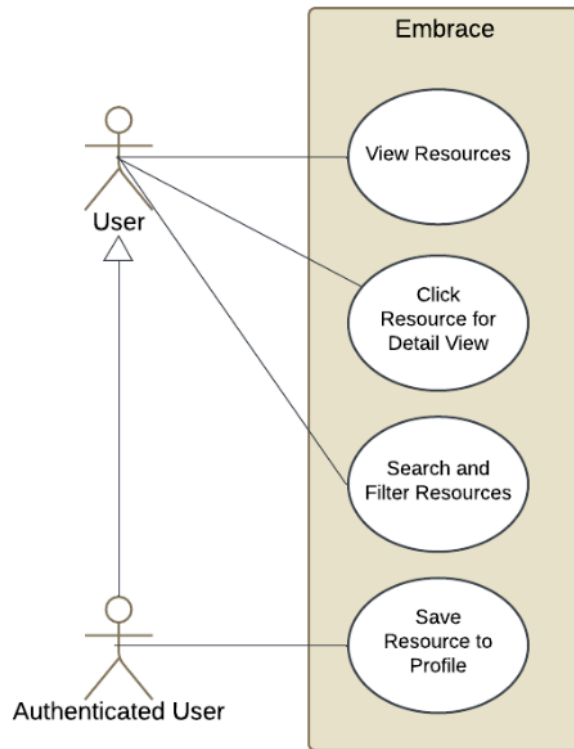 Embrace
View Resources
User
Click
Resource for
Detail View
Search and
Filter Resources
Save
Resource to
Profile
Authenticated User